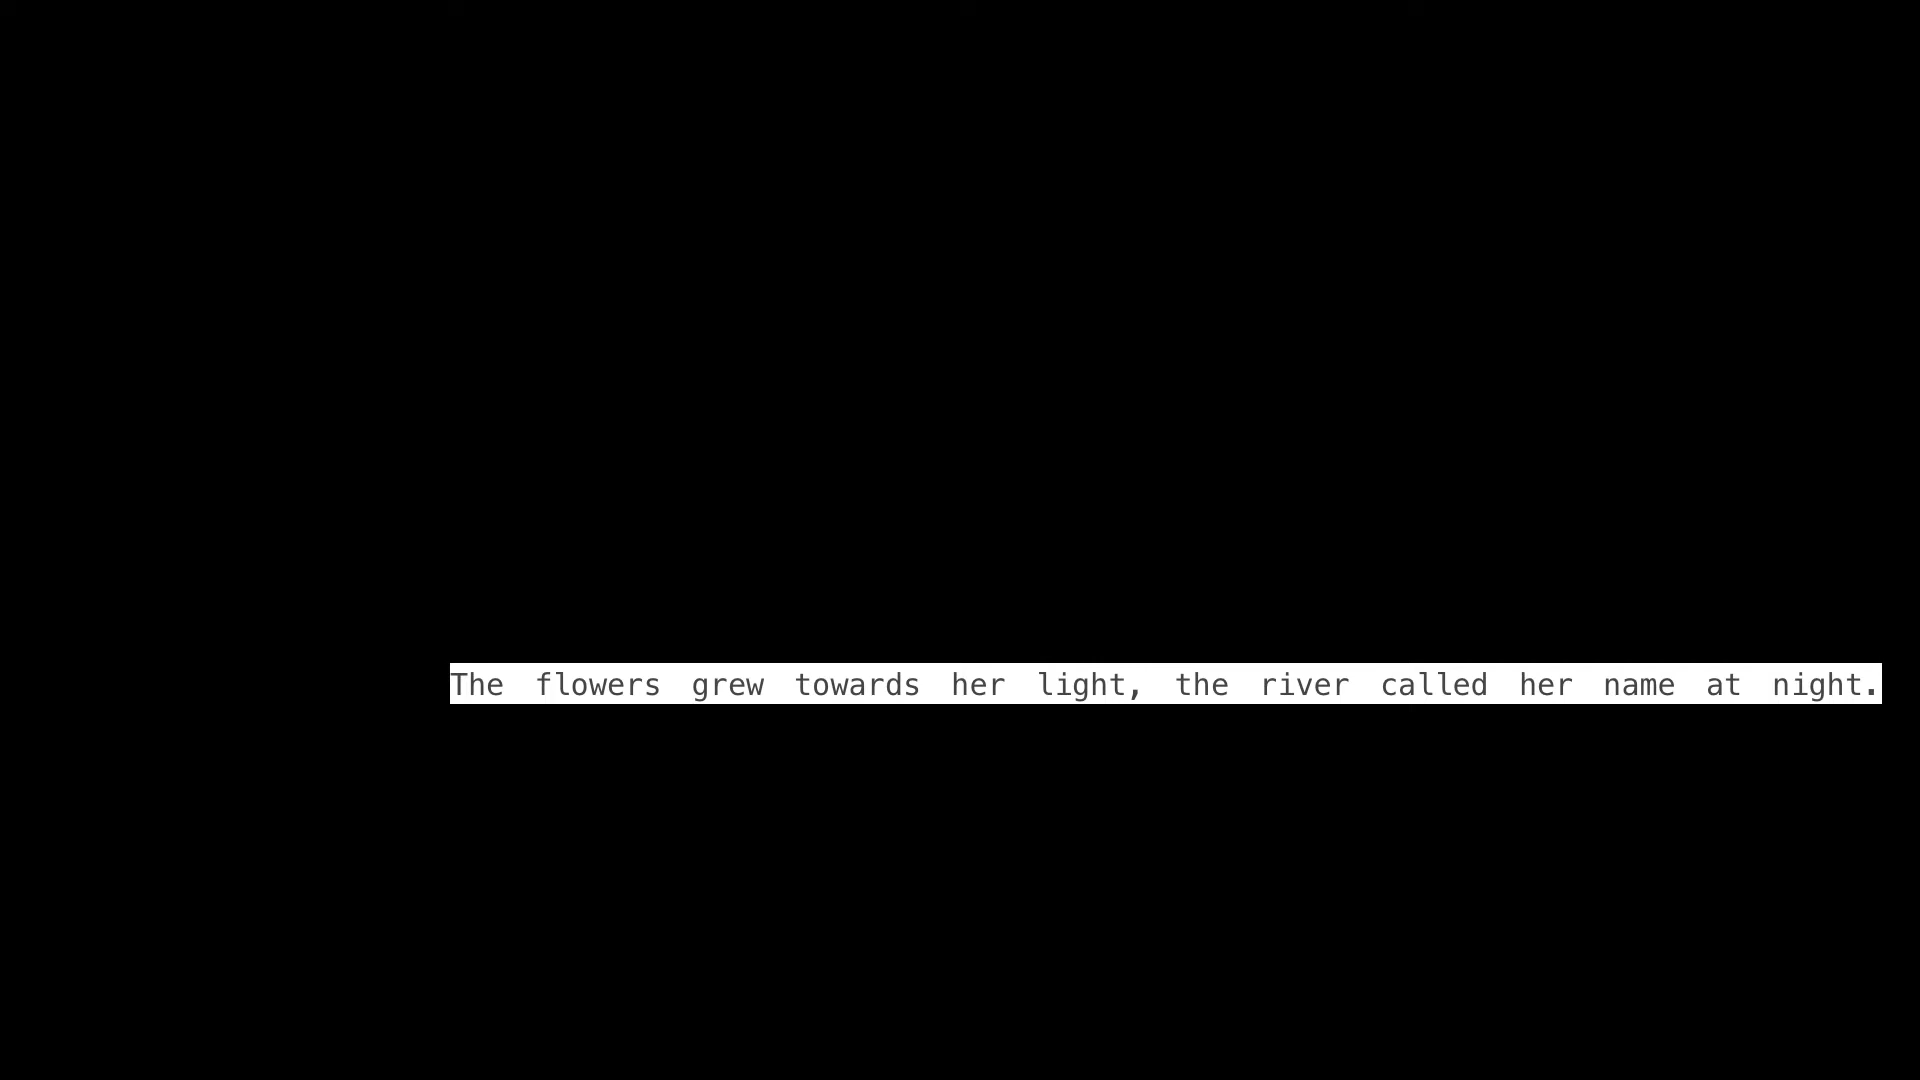 The flowers grew towards her light, the river called her name at night.